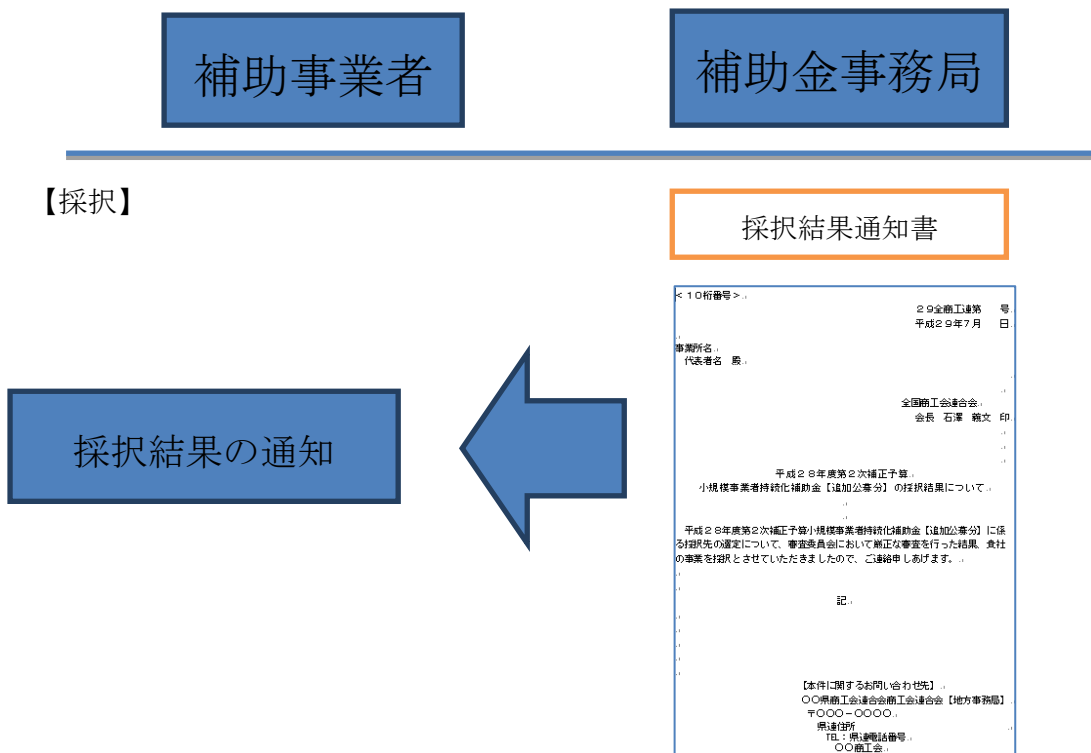 補助事業者
補助金事務局
【採択】
採択結果通知書
採択結果の通知
<10桁番号>
29全商工連第 号
平成29年7月 日
事業所名
代表者名 殿
全国商工会連合会
会長 石澤 義文 印
平成28年度第2次補正予算
小規模事業者持続化補助金【追加公募分】の採択結果について
平成28年度第2次補正予算小規模事業者持続化補助金【追加公募分】に係
る採択先の選定について、審査委員会において厳正な審査を行った結果、貴社
の事業を採択とさせていただきましたので、ご連絡申しあげます。
記
【本件に関するお問い合わせ先】
〇〇県商工会連合会商工会連合会【地方事務局】
〒〇〇〇-〇〇〇〇
県連住所
TEL:県連電話番号
〇〇商工会